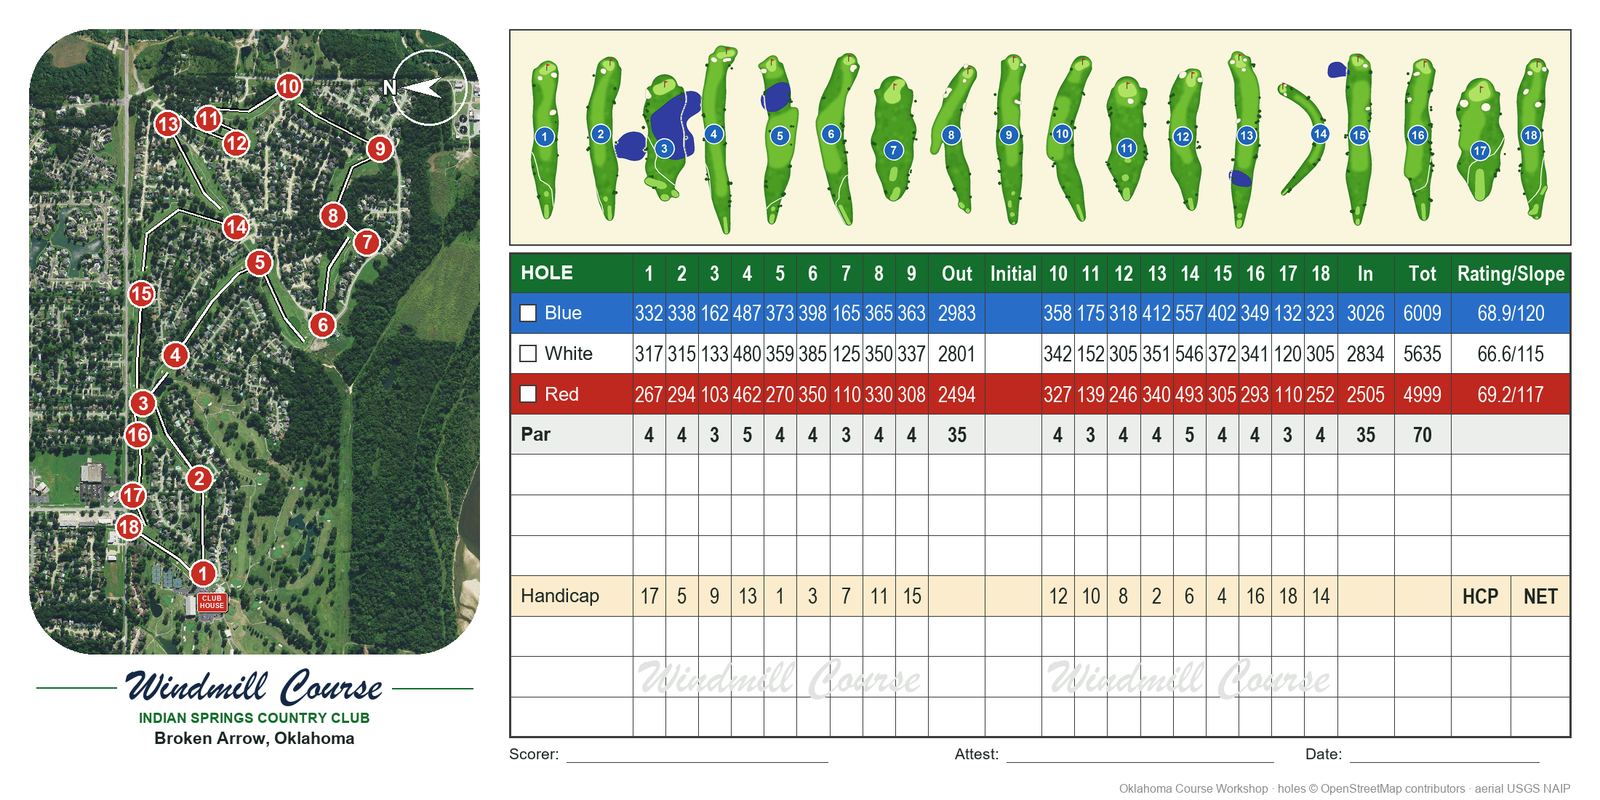 N
10
13
11
12
9
8
7
14
5
15
6
4
3
16
2
17
18
1
CLUB
HOUSE
Windmill Course
INDIAN SPRINGS COUNTRY CLUB
Broken Arrow, Oklahoma
1 2 3 4 5 6 7 8 9 10 11 12 13 14 15 16 17 18
HOLE 1 2 3 4 5 6 7 8 9 Out Initial 10 11 12 13 14 15 16 17 18 In Tot Rating/Slope
Blue 332 338 162 487 373 398 165 365 363 2983 358 175 318 412 557 402 349 132 323 3026 6009 68.9/120
White 317 315 133 480 359 385 125 350 337 2801 342 152 305 351 546 372 341 120 305 2834 5635 66.6/115
Red 267 294 103 462 270 350 110 330 308 2494 327 139 246 340 493 305 293 110 252 2505 4999 69.2/117
Par 4 4 3 5 4 4 3 4 4 35 4 3 4 4 5 4 4 3 4 35 70
Handicap 17 5 9 13 1 3 7 11 15 12 10 8 2 6 4 16 18 14 HCP NET
Windmill Course Windmill Course
Scorer: Attest: Date:
Oklahoma Course Workshop · holes © OpenStreetMap contributors · aerial USGS NAIP